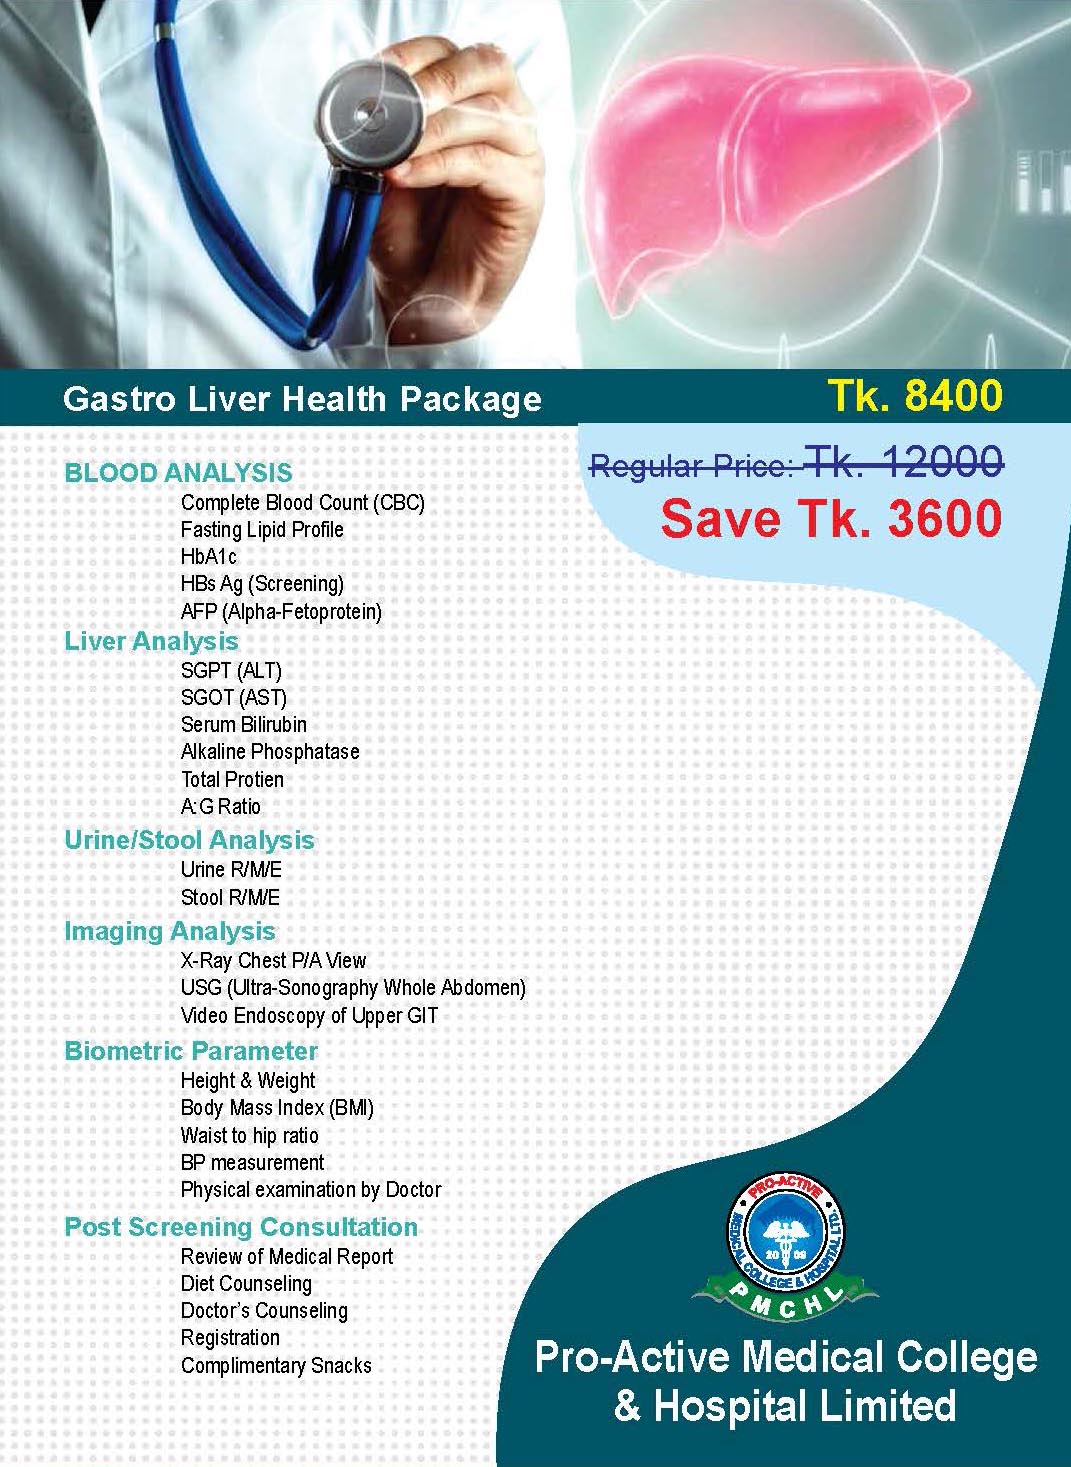 Gastro Liver Health Package
Tk. 8400
Regular Price: Tk. 12000
Save Tk. 3600
BLOOD ANALYSIS
Complete Blood Count (CBC)
Fasting Lipid Profile
HbA1c
HBs Ag (Screening)
AFP (Alpha-Fetoprotein)
Liver Analysis
SGPT (ALT)
SGOT (AST)
Serum Bilirubin
Alkaline Phosphatase
Total Protien
A:G Ratio
Urine/Stool Analysis
Urine R/M/E
Stool R/M/E
Imaging Analysis
X-Ray Chest P/A View
USG (Ultra-Sonography Whole Abdomen)
Video Endoscopy of Upper GIT
Biometric Parameter
Height & Weight
Body Mass Index (BMI)
Waist to hip ratio
BP measurement
Physical examination by Doctor
Post Screening Consultation
Review of Medical Report
Diet Counseling
Doctor's Counseling
Registration
Complimentary Snacks
PRO-ACTIVE
MEDICAL COLLEGE & HOSPITAL LTD.
20 09
PMCHL
Pro-Active Medical College
& Hospital Limited